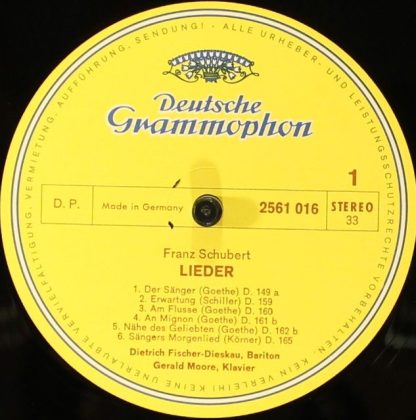 ALLE URHEBER- UND LEISTUNGSSCHUTZRECHTE VORBEHALTEN · KEIN VERLEIH! KEINE UNERLAUBTE VERVIELFÄLTIGUNG, VERMIETUNG, AUFFÜHRUNG, SENDUNG! -
Deutsche
Grammophon
1
D. P.
Made in Germany
2561 016
STEREO
33
Franz Schubert
LIEDER
1. Der Sänger (Goethe) D. 149 a
2. Erwartung (Schiller) D. 159
3. Am Flusse (Goethe) D. 160
4. An Mignon (Goethe) D. 161 b
5. Nähe des Geliebten (Goethe) D. 162 b
6. Sängers Morgenlied (Körner) D. 165
Dietrich Fischer-Dieskau, Bariton
Gerald Moore, Klavier